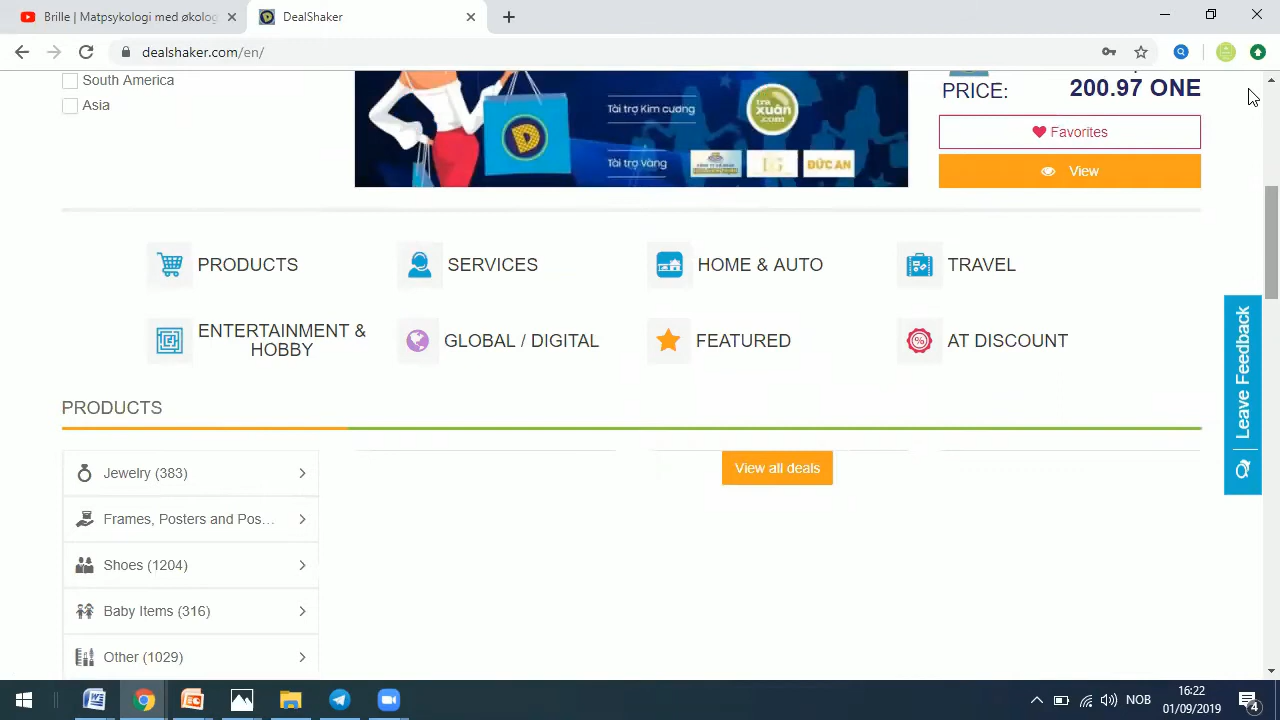 Brille | Matpsykologi med økolog
DealShaker
dealshaker.com/en/
South America
Asia
Tài trợ Kim cương
trà
xuân
.com
Tài trợ Vàng
ĐỨC AN
PRICE:
200.97 ONE
Favorites
View
PRODUCTS
SERVICES
HOME & AUTO
TRAVEL
ENTERTAINMENT &
HOBBY
GLOBAL / DIGITAL
FEATURED
AT DISCOUNT
Leave Feedback
PRODUCTS
Jewelry (383)
View all deals
Frames, Posters and Pos...
Shoes (1204)
Baby Items (316)
Other (1029)
NOB
16:22
01/09/2019
4